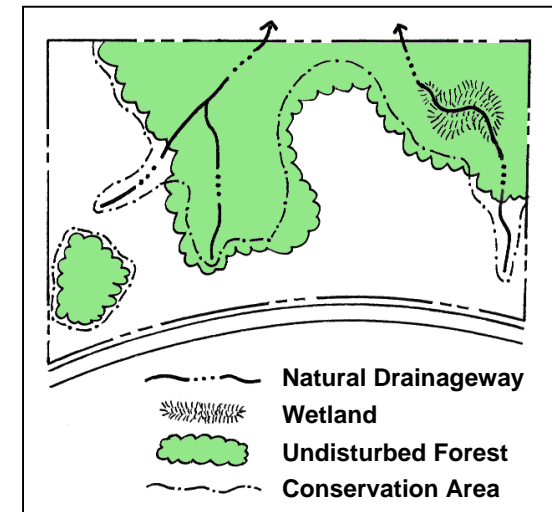 Natural Drainageway
Wetland
Undisturbed Forest
Conservation Area